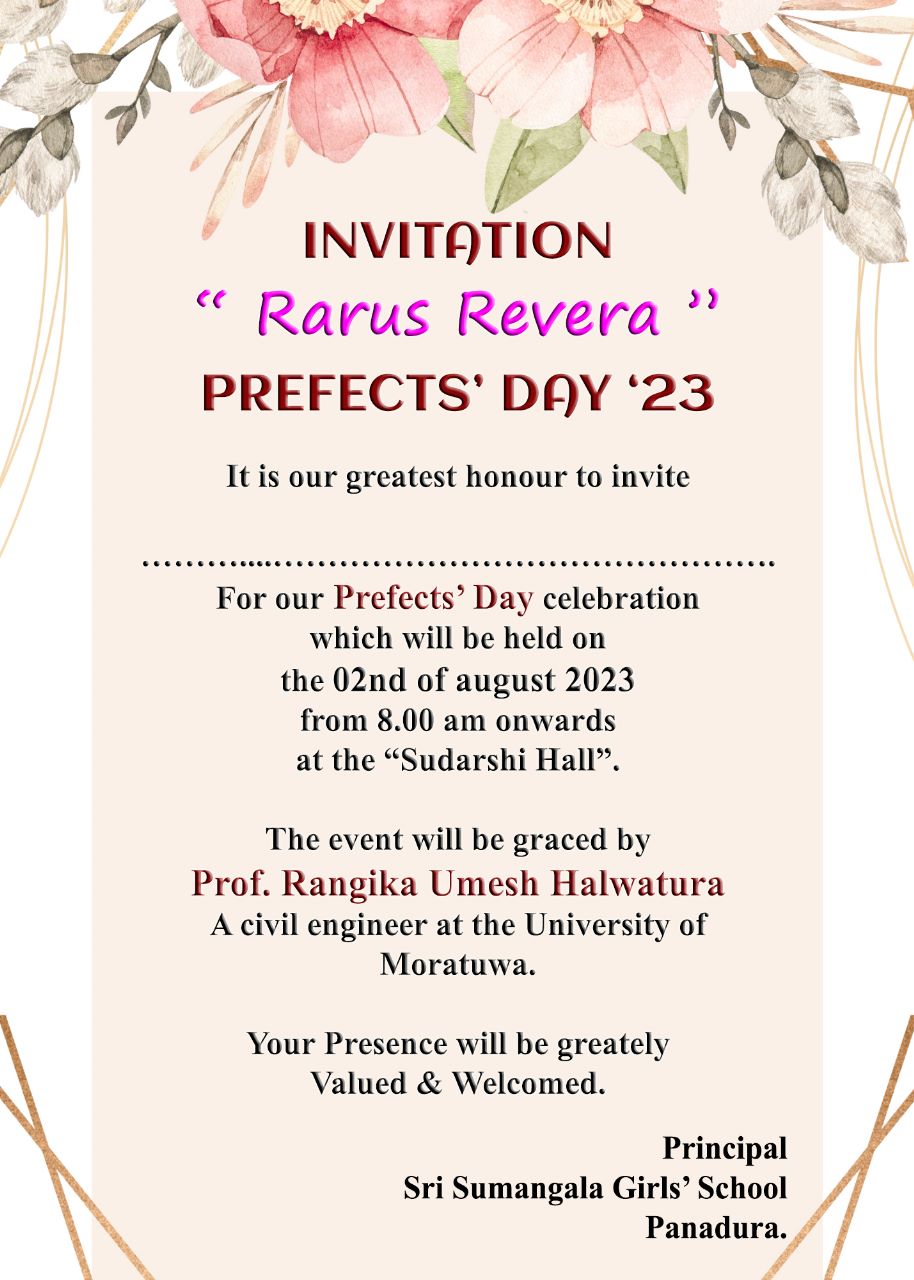 INVITATION
“ Rarus Revera ”
PREFECTS’ DAY ‘23
It is our greatest honour to invite
………....……………………………………….
For our Prefects’ Day celebration
which will be held on
the 02nd of august 2023
from 8.00 am onwards
at the “Sudarshi Hall”.
The event will be graced by
Prof. Rangika Umesh Halwatura
A civil engineer at the University of
Moratuwa.
Your Presence will be greately
Valued & Welcomed.
Principal
Sri Sumangala Girls’ School
Panadura.